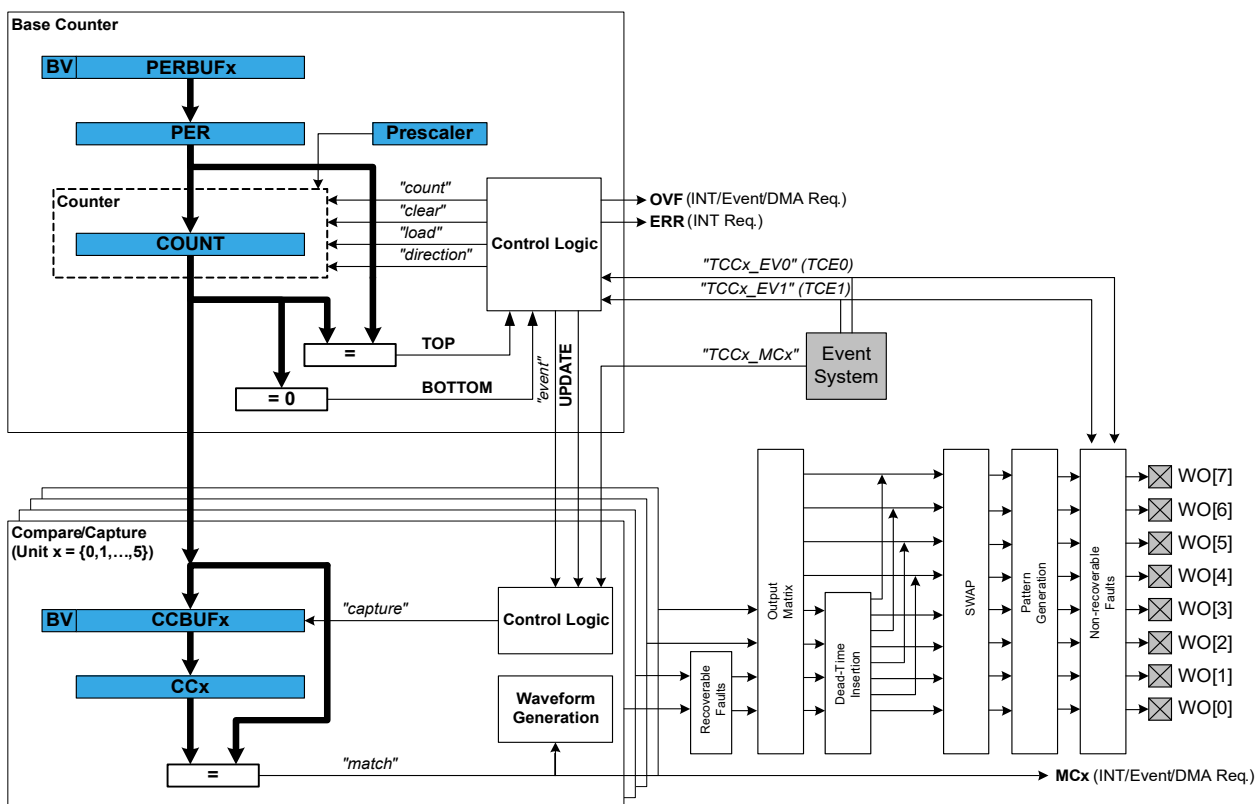 Base Counter
BV PERBUFx
PER
Prescaler
Counter
COUNT
"count"
"clear"
"load"
"direction"
Control Logic
OVF (INT/Event/DMA Req.)
ERR (INT Req.)
"TCCx_EV0" (TCE0)
"TCCx_EV1" (TCE1)
"TCCx_MCx"
Event
System
=
TOP
= 0
BOTTOM
"event"
UPDATE
Compare/Capture
(Unit x = {0,1,…,5})
BV CCBUFx
"capture"
Control Logic
CCx
Waveform
Generation
=
"match"
Recoverable
Faults
Output
Matrix
Dead-Time
Insertion
SWAP
Pattern
Generation
Non-recoverable
Faults
WO[7]
WO[6]
WO[5]
WO[4]
WO[3]
WO[2]
WO[1]
WO[0]
MCx (INT/Event/DMA Req.)